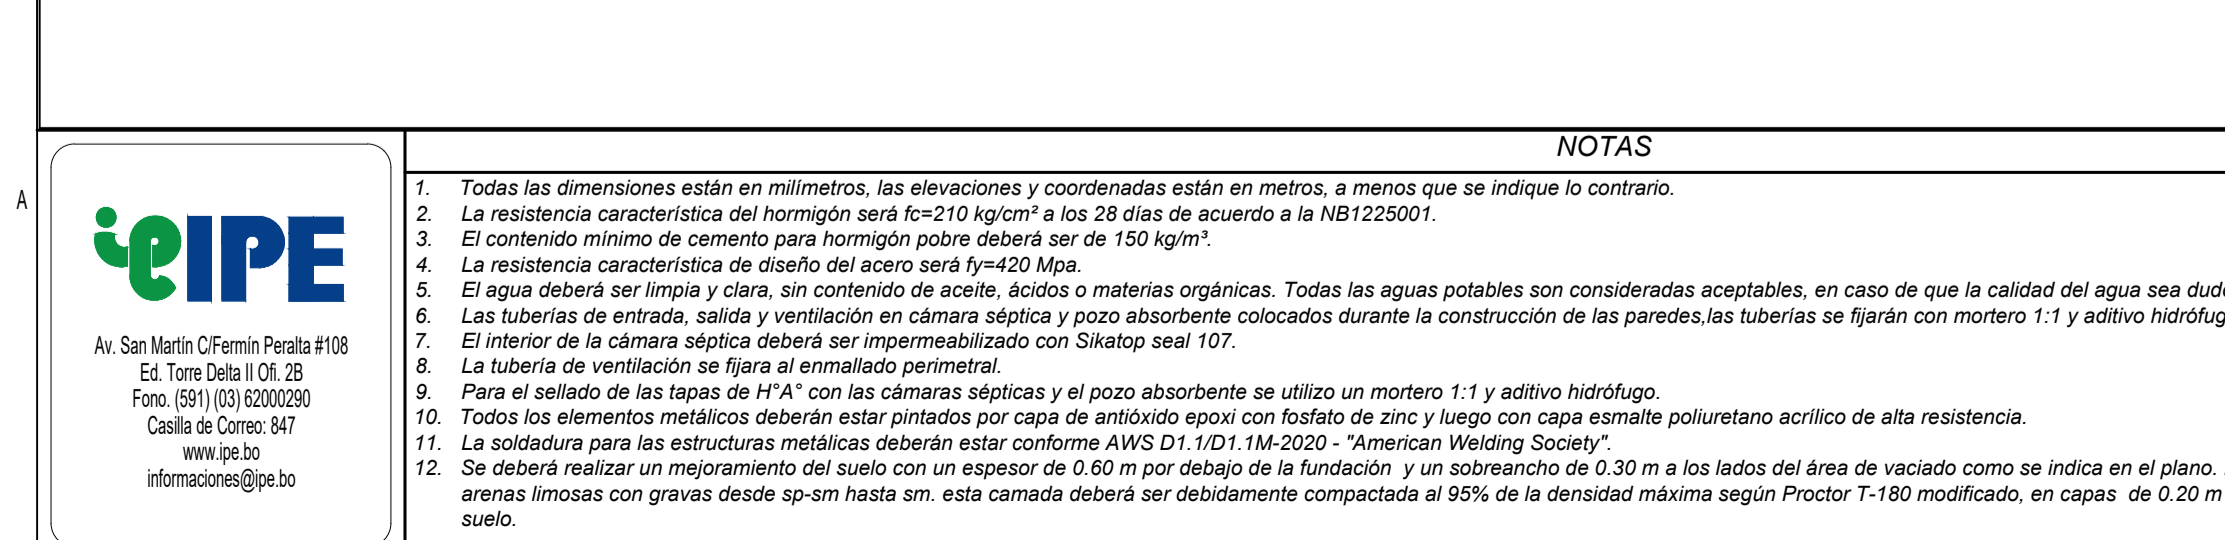 NOTAS
A
IPE
Av. San Martín C/Fermín Peralta #108
Ed. Torre Delta II Ofi. 2B
Fono. (591) (03) 62000290
Casilla de Correo: 847
www.ipe.bo
informaciones@ipe.bo
1. Todas las dimensiones están en milímetros, las elevaciones y coordenadas están en metros, a menos que se indique lo contrario.
2. La resistencia característica del hormigón será fc=210 kg/cm² a los 28 días de acuerdo a la NB1225001.
3. El contenido mínimo de cemento para hormigón pobre deberá ser de 150 kg/m³.
4. La resistencia característica de diseño del acero será fy=420 Mpa.
5. El agua deberá ser limpia y clara, sin contenido de aceite, ácidos o materias orgánicas. Todas las aguas potables son consideradas aceptables, en caso de que la calidad del agua sea
6. Las tuberías de entrada, salida y ventilación en cámara séptica y pozo absorbente colocados durante la construcción de las paredes,las tuberías se fijarán con mortero 1:1 y aditivo
7. El interior de la cámara séptica deberá ser impermeabilizado con Sikatop seal 107.
8. La tubería de ventilación se fijara al enmallado perimetral.
9. Para el sellado de las tapas de H°A° con las cámaras sépticas y el pozo absorbente se utilizo un mortero 1:1 y aditivo hidrófugo.
10. Todos los elementos metálicos deberán estar pintados por capa de antióxido epoxi con fosfato de zinc y luego con capa esmalte poliuretano acrílico de alta resistencia.
11. La soldadura para las estructuras metálicas deberán estar conforme AWS D1.1/D1.1M-2020 - "American Welding Society".
12. Se deberá realizar un mejoramiento del suelo con un espesor de 0.60 m por debajo de la fundación y un sobreancho de 0.30 m a los lados del área de vaciado como se indica en el plano.
arenas limosas con gravas desde sp-sm hasta sm. esta camada deberá ser debidamente compactada al 95% de la densidad máxima según Proctor T-180 modificado, en capas de 0.20 m
suelo.